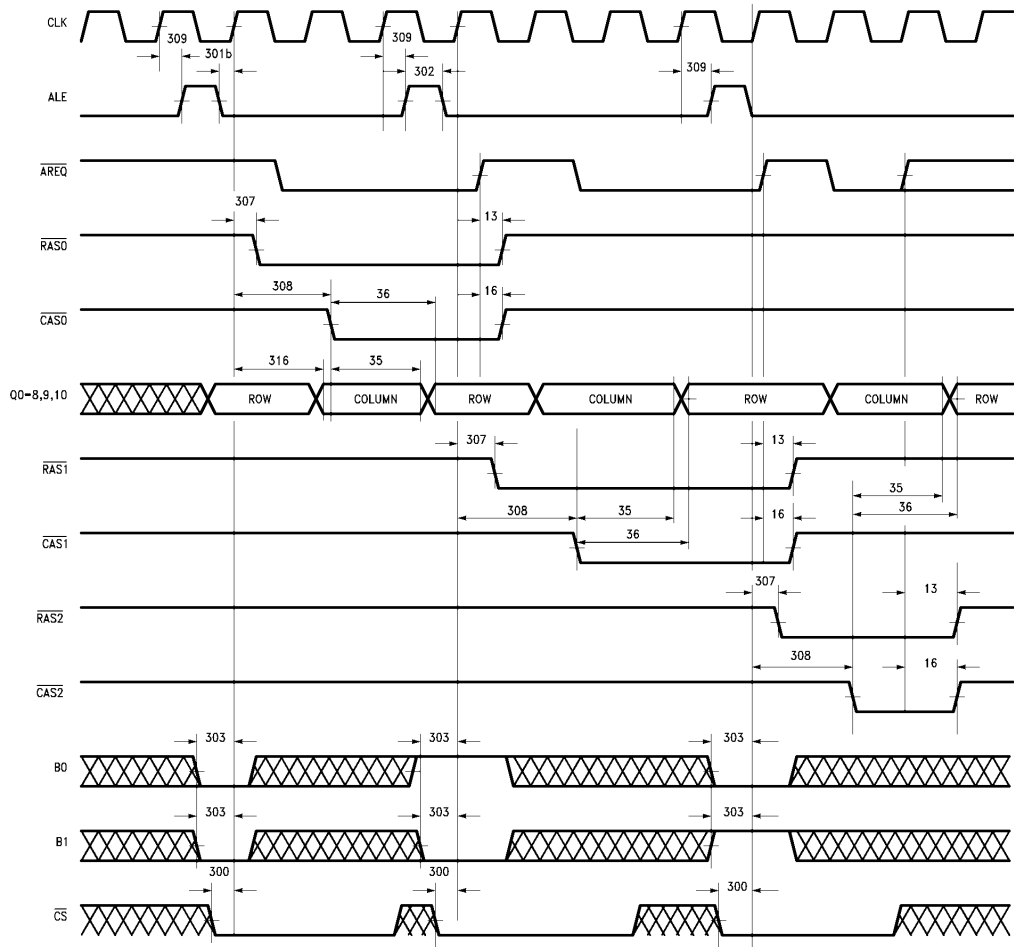 CLK
309
301b
309
302
309
ALE
AREQ
307
13
RAS0
308
36
16
CAS0
316
35
Q0=8,9,10
ROW
COLUMN
ROW
COLUMN
ROW
COLUMN
ROW
307
13
RAS1
35
308
35
36
16
36
CAS1
307
13
RAS2
308
16
CAS2
303
303
303
B0
303
303
303
B1
300
300
300
CS